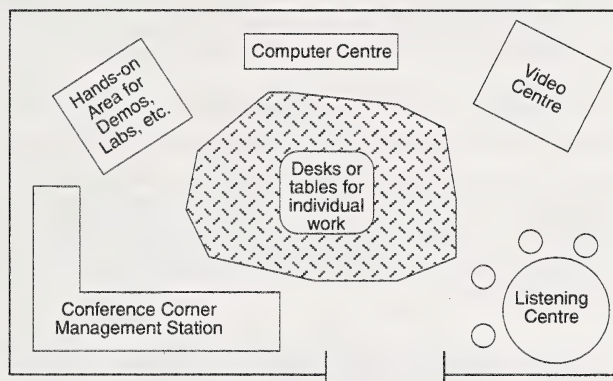 Computer Centre
Hands-on
Area for
Demos,
Labs, etc.
Video
Centre
Desks or
tables for
individual
work
Conference Corner
Management Station
Listening
Centre